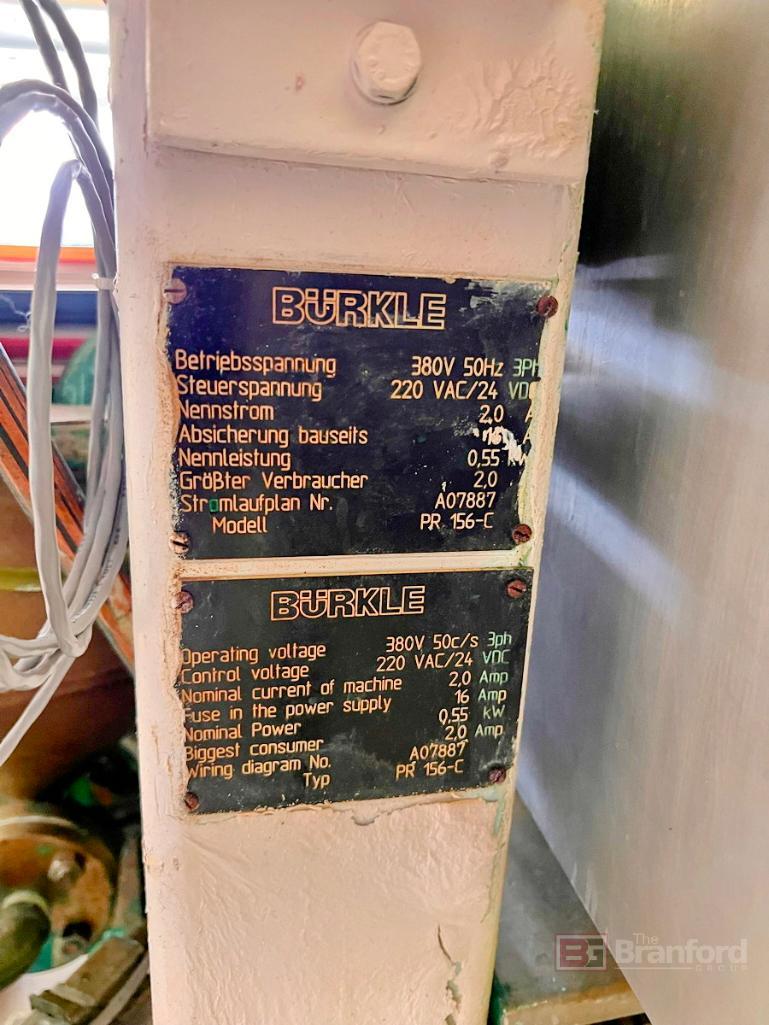 BÜRKLE
Betriebsspannung 380V 50Hz 3Ph
Steuerspannung 220 VAC/24 VDC
Nennstrom 2,0 A
Absicherung bauseits 16 A
Nennleistung 0,55 kW
Größter Verbraucher 2,0
Stromlaufplan Nr. A07887
Modell PR 156-C
BÜRKLE
Operating voltage 380V 50c/s 3ph
Control voltage 220 VAC/24 VDC
Nominal current of machine 2,0 Amp
Fuse in the power supply 16 Amp
Nominal Power 0,55 kW
Biggest consumer 2,0 Amp
Wiring diagram No. A07887
Typ PR 156-C
BG The Branford GROUP